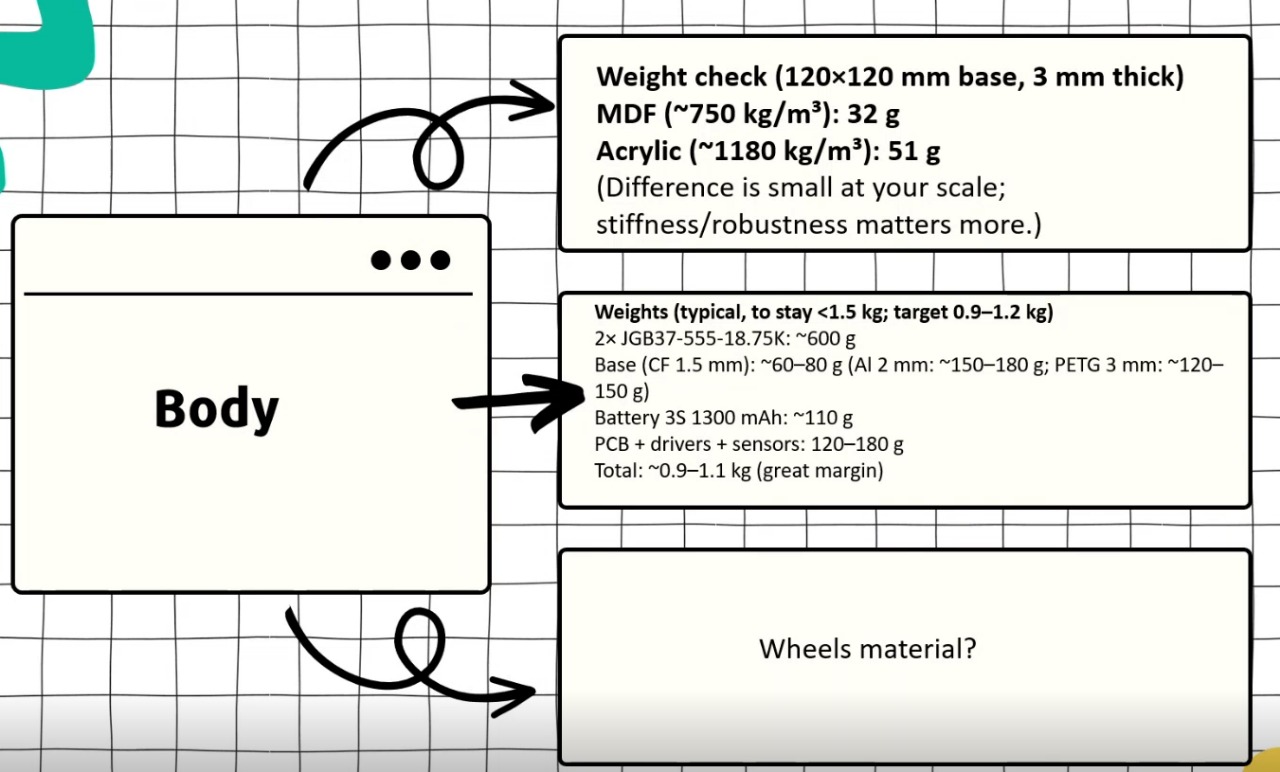 Weight check (120×120 mm base, 3 mm thick)
MDF (~750 kg/m³): 32 g
Acrylic (~1180 kg/m³): 51 g
(Difference is small at your scale;
stiffness/robustness matters more.)
Body
Weights (typical, to stay <1.5 kg; target 0.9–1.2 kg)
2× JGB37-555-18.75K: ~600 g
Base (CF 1.5 mm): ~60–80 g (Al 2 mm: ~150–180 g; PETG 3 mm: ~120–
150 g)
Battery 3S 1300 mAh: ~110 g
PCB + drivers + sensors: 120–180 g
Total: ~0.9–1.1 kg (great margin)
Wheels material?